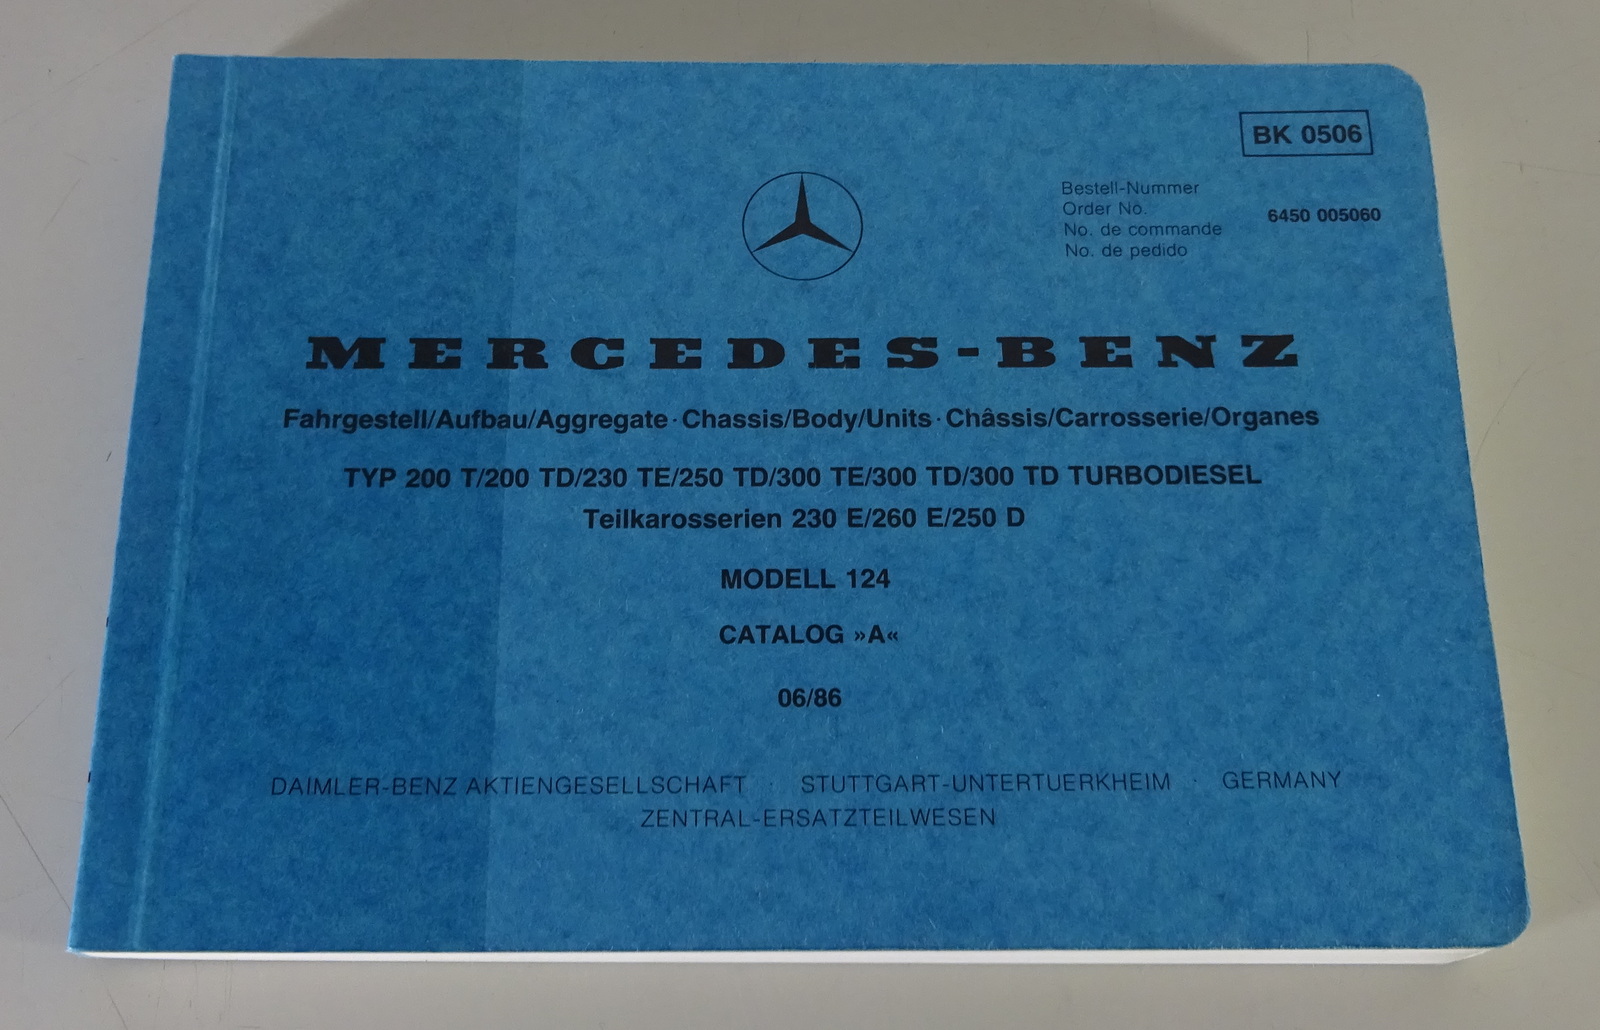 BK 0506
Bestell-Nummer
Order No.
No. de commande
No. de pedido
6450 005060
MERCEDES-BENZ
Fahrgestell/Aufbau/Aggregate · Chassis/Body/Units · Châssis/Carrosserie/Organes
TYP 200 T/200 TD/230 TE/250 TD/300 TE/300 TD/300 TD TURBODIESEL
Teilkarosserien 230 E/260 E/250 D
MODELL 124
CATALOG »A«
06/86
DAIMLER-BENZ AKTIENGESELLSCHAFT · STUTTGART-UNTERTUERKHEIM · GERMANY
ZENTRAL-ERSATZTEILWESEN